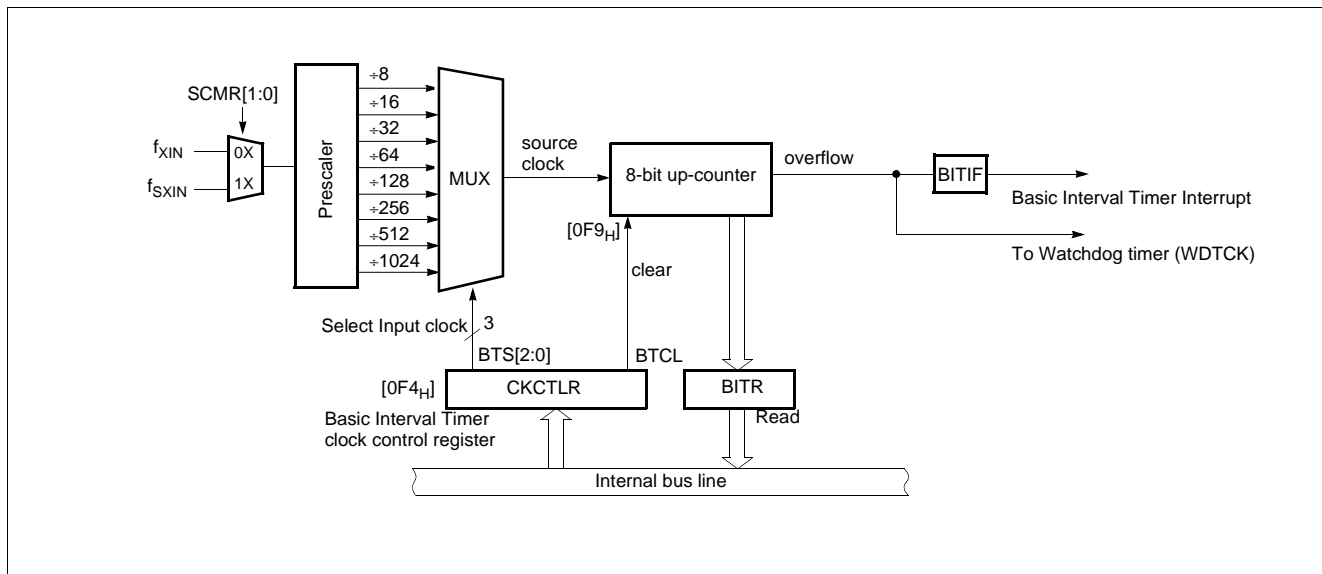 SCMR[1:0]
fXIN
fSXIN
0X
1X
Prescaler
÷8
÷16
÷32
÷64
÷128
÷256
÷512
÷1024
MUX
source
clock
8-bit up-counter
overflow
BITIF
Basic Interval Timer Interrupt
To Watchdog timer (WDTCK)
[0F9H]
clear
Select Input clock
3
BTS[2:0]
BTCL
[0F4H]
CKCTLR
BITR
Basic Interval Timer
clock control register
Read
Internal bus line